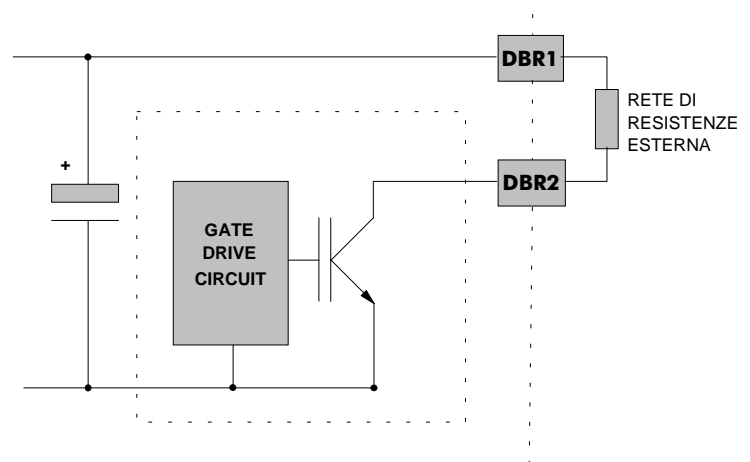 DBR1
RETE DI
RESISTENZE
ESTERNA
+
DBR2
GATE
DRIVE
CIRCUIT